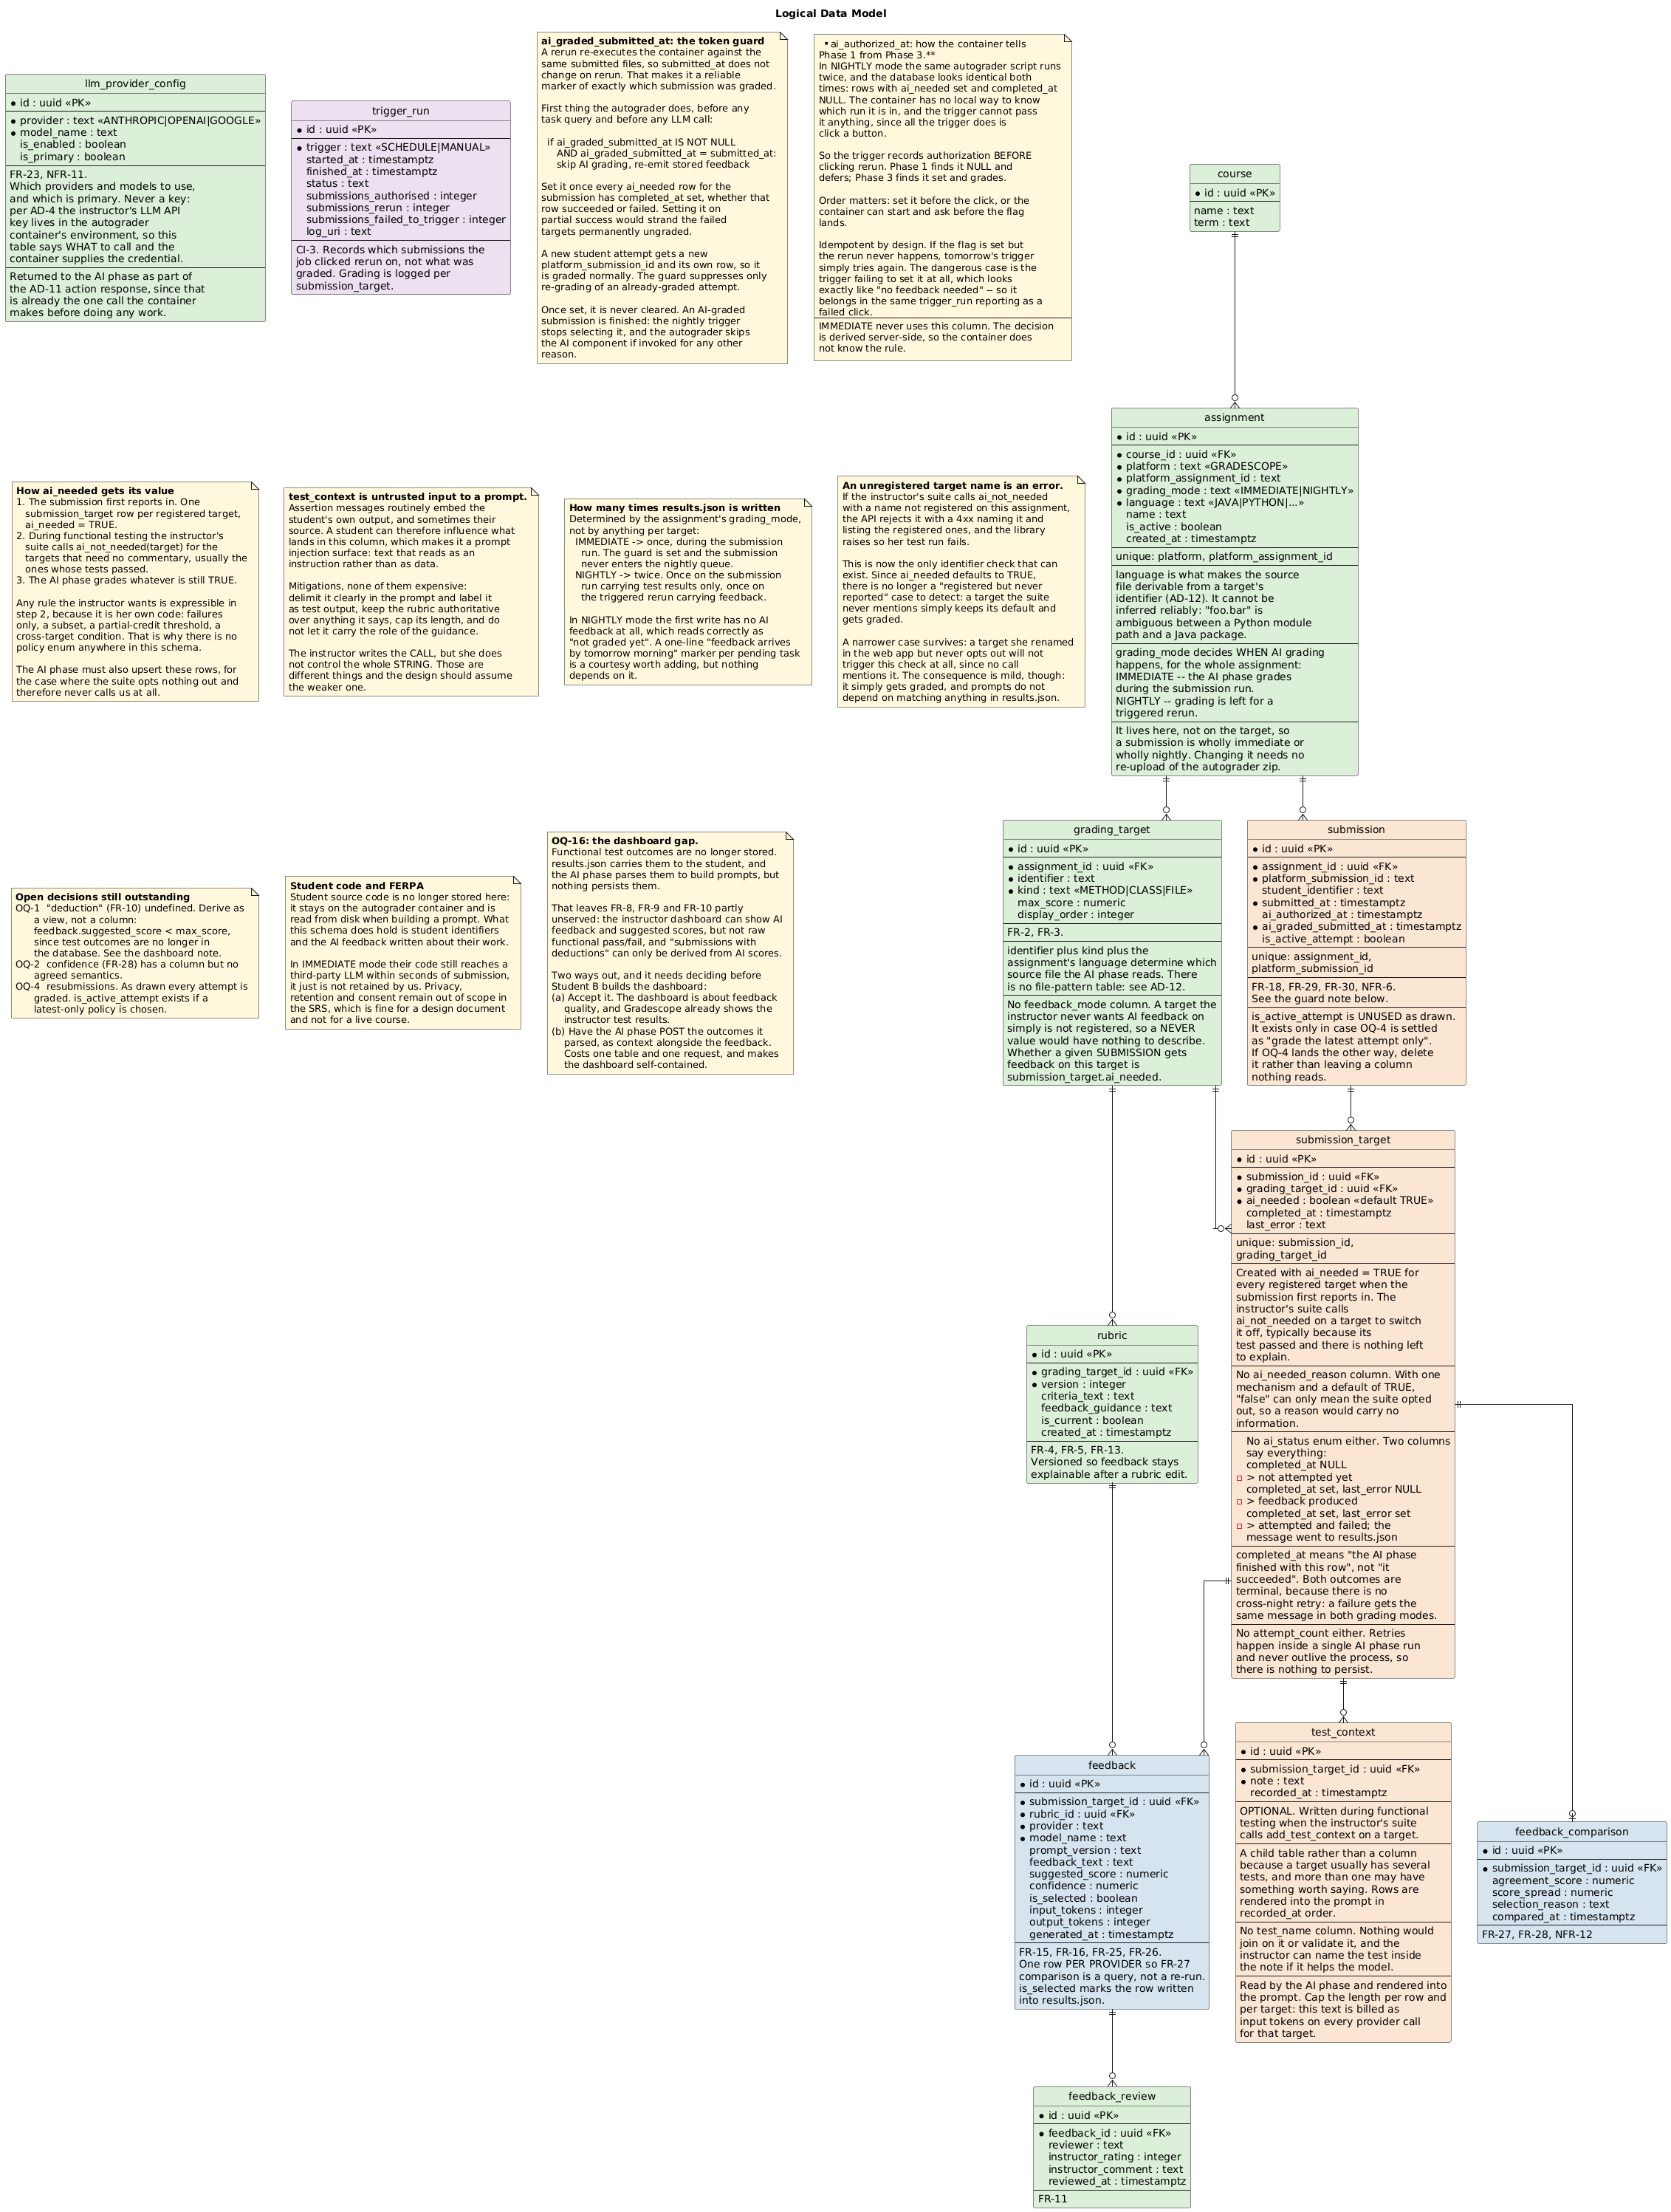 Logical Data Model
llm_provider_config
id : uuid «PK»
provider : text «ANTHROPIC|OPENAI|GOOGLE»
model_name : text
is_enabled : boolean
is_primary : boolean
FR-23, NFR-11.
Which providers and models to use,
and which is primary. Never a key:
per AD-4 the instructor's LLM API
key lives in the autograder
container's environment, so this
table says WHAT to call and the
container supplies the credential.
Returned to the AI phase as part of
the AD-11 action response, since that
is already the one call the container
makes before doing any work.
trigger_run
id : uuid «PK»
trigger : text «SCHEDULE|MANUAL»
started_at : timestamptz
finished_at : timestamptz
status : text
submissions_authorised : integer
submissions_rerun : integer
submissions_failed_to_trigger : integer
log_uri : text
CI-3. Records which submissions the
job clicked rerun on, not what was
graded. Grading is logged per
submission_target.
ai_graded_submitted_at: the token guard
A rerun re-executes the container against the
same submitted files, so submitted_at does not
change on rerun. That makes it a reliable
marker of exactly which submission was graded.
First thing the autograder does, before any
task query and before any LLM call:
if ai_graded_submitted_at IS NOT NULL
AND ai_graded_submitted_at = submitted_at:
skip AI grading, re-emit stored feedback
Set it once every ai_needed row for the
submission has completed_at set, whether that
row succeeded or failed. Setting it on
partial success would strand the failed
targets permanently ungraded.
A new student attempt gets a new
platform_submission_id and its own row, so it
is graded normally. The guard suppresses only
re-grading of an already-graded attempt.
Once set, it is never cleared. An AI-graded
submission is finished: the nightly trigger
stops selecting it, and the autograder skips
the AI component if invoked for any other
reason.
• ai_authorized_at: how the container tells
Phase 1 from Phase 3.**
In NIGHTLY mode the same autograder script runs
twice, and the database looks identical both
times: rows with ai_needed set and completed_at
NULL. The container has no local way to know
which run it is in, and the trigger cannot pass
it anything, since all the trigger does is
click a button.
So the trigger records authorization BEFORE
clicking rerun. Phase 1 finds it NULL and
defers; Phase 3 finds it set and grades.
Order matters: set it before the click, or the
container can start and ask before the flag
lands.
Idempotent by design. If the flag is set but
the rerun never happens, tomorrow's trigger
simply tries again. The dangerous case is the
trigger failing to set it at all, which looks
exactly like "no feedback needed" -- so it
belongs in the same trigger_run reporting as a
failed click.
IMMEDIATE never uses this column. The decision
is derived server-side, so the container does
not know the rule.
course
id : uuid «PK»
name : text
term : text
How ai_needed gets its value
1. The submission first reports in. One
submission_target row per registered target,
ai_needed = TRUE.
2. During functional testing the instructor's
suite calls ai_not_needed(target) for the
targets that need no commentary, usually the
ones whose tests passed.
3. The AI phase grades whatever is still TRUE.
Any rule the instructor wants is expressible in
step 2, because it is her own code: failures
only, a subset, a partial-credit threshold, a
cross-target condition. That is why there is no
policy enum anywhere in this schema.
The AI phase must also upsert these rows, for
the case where the suite opts nothing out and
therefore never calls us at all.
test_context is untrusted input to a prompt.
Assertion messages routinely embed the
student's own output, and sometimes their
source. A student can therefore influence what
lands in this column, which makes it a prompt
injection surface: text that reads as an
instruction rather than as data.
Mitigations, none of them expensive:
delimit it clearly in the prompt and label it
as test output, keep the rubric authoritative
over anything it says, cap its length, and do
not let it carry the role of the guidance.
The instructor writes the CALL, but she does
not control the whole STRING. Those are
different things and the design should assume
the weaker one.
How many times results.json is written
Determined by the assignment's grading_mode,
not by anything per target:
IMMEDIATE -> once, during the submission
run. The guard is set and the submission
never enters the nightly queue.
NIGHTLY -> twice. Once on the submission
run carrying test results only, once on
the triggered rerun carrying feedback.
In NIGHTLY mode the first write has no AI
feedback at all, which reads correctly as
"not graded yet". A one-line "feedback arrives
by tomorrow morning" marker per pending task
is a courtesy worth adding, but nothing
depends on it.
An unregistered target name is an error.
If the instructor's suite calls ai_not_needed
with a name not registered on this assignment,
the API rejects it with a 4xx naming it and
listing the registered ones, and the library
raises so her test run fails.
This is now the only identifier check that can
exist. Since ai_needed defaults to TRUE,
there is no longer a "registered but never
reported" case to detect: a target the suite
never mentions simply keeps its default and
gets graded.
A narrower case survives: a target she renamed
in the web app but never opts out will not
trigger this check at all, since no call
mentions it. The consequence is mild, though:
it simply gets graded, and prompts do not
depend on matching anything in results.json.
assignment
id : uuid «PK»
course_id : uuid «FK»
platform : text «GRADESCOPE»
platform_assignment_id : text
grading_mode : text «IMMEDIATE|NIGHTLY»
language : text «JAVA|PYTHON|...»
name : text
is_active : boolean
created_at : timestamptz
unique: platform, platform_assignment_id
language is what makes the source
file derivable from a target's
identifier (AD-12). It cannot be
inferred reliably: "foo.bar" is
ambiguous between a Python module
path and a Java package.
grading_mode decides WHEN AI grading
happens, for the whole assignment:
IMMEDIATE -- the AI phase grades
during the submission run.
NIGHTLY -- grading is left for a
triggered rerun.
It lives here, not on the target, so
a submission is wholly immediate or
wholly nightly. Changing it needs no
re-upload of the autograder zip.
Open decisions still outstanding
OQ-1 "deduction" (FR-10) undefined. Derive as
a view, not a column:
feedback.suggested_score < max_score,
since test outcomes are no longer in
the database. See the dashboard note.
OQ-2 confidence (FR-28) has a column but no
agreed semantics.
OQ-4 resubmissions. As drawn every attempt is
graded. is_active_attempt exists if a
latest-only policy is chosen.
Student code and FERPA
Student source code is no longer stored here:
it stays on the autograder container and is
read from disk when building a prompt. What
this schema does hold is student identifiers
and the AI feedback written about their work.
In IMMEDIATE mode their code still reaches a
third-party LLM within seconds of submission,
it just is not retained by us. Privacy,
retention and consent remain out of scope in
the SRS, which is fine for a design document
and not for a live course.
OQ-16: the dashboard gap.
Functional test outcomes are no longer stored.
results.json carries them to the student, and
the AI phase parses them to build prompts, but
nothing persists them.
That leaves FR-8, FR-9 and FR-10 partly
unserved: the instructor dashboard can show AI
feedback and suggested scores, but not raw
functional pass/fail, and "submissions with
deductions" can only be derived from AI scores.
Two ways out, and it needs deciding before
Student B builds the dashboard:
(a) Accept it. The dashboard is about feedback
quality, and Gradescope already shows the
instructor test results.
(b) Have the AI phase POST the outcomes it
parsed, as context alongside the feedback.
Costs one table and one request, and makes
the dashboard self-contained.
grading_target
id : uuid «PK»
assignment_id : uuid «FK»
identifier : text
kind : text «METHOD|CLASS|FILE»
max_score : numeric
display_order : integer
FR-2, FR-3.
identifier plus kind plus the
assignment's language determine which
source file the AI phase reads. There
is no file-pattern table: see AD-12.
No feedback_mode column. A target the
instructor never wants AI feedback on
simply is not registered, so a NEVER
value would have nothing to describe.
Whether a given SUBMISSION gets
feedback on this target is
submission_target.ai_needed.
submission
id : uuid «PK»
assignment_id : uuid «FK»
platform_submission_id : text
student_identifier : text
submitted_at : timestamptz
ai_authorized_at : timestamptz
ai_graded_submitted_at : timestamptz
is_active_attempt : boolean
unique: assignment_id,
platform_submission_id
FR-18, FR-29, FR-30, NFR-6.
See the guard note below.
is_active_attempt is UNUSED as drawn.
It exists only in case OQ-4 is settled
as "grade the latest attempt only".
If OQ-4 lands the other way, delete
it rather than leaving a column
nothing reads.
submission_target
id : uuid «PK»
submission_id : uuid «FK»
grading_target_id : uuid «FK»
ai_needed : boolean «default TRUE»
completed_at : timestamptz
last_error : text
unique: submission_id,
grading_target_id
Created with ai_needed = TRUE for
every registered target when the
submission first reports in. The
instructor's suite calls
ai_not_needed on a target to switch
it off, typically because its
test passed and there is nothing left
to explain.
No ai_needed_reason column. With one
mechanism and a default of TRUE,
"false" can only mean the suite opted
out, so a reason would carry no
information.
No ai_status enum either. Two columns
say everything:
completed_at NULL
> not attempted yet
completed_at set, last_error NULL
> feedback produced
completed_at set, last_error set
> attempted and failed; the
message went to results.json
completed_at means "the AI phase
finished with this row", not "it
succeeded". Both outcomes are
terminal, because there is no
cross-night retry: a failure gets the
same message in both grading modes.
No attempt_count either. Retries
happen inside a single AI phase run
and never outlive the process, so
there is nothing to persist.
rubric
id : uuid «PK»
grading_target_id : uuid «FK»
version : integer
criteria_text : text
feedback_guidance : text
is_current : boolean
created_at : timestamptz
FR-4, FR-5, FR-13.
Versioned so feedback stays
explainable after a rubric edit.
feedback
id : uuid «PK»
submission_target_id : uuid «FK»
rubric_id : uuid «FK»
provider : text
model_name : text
prompt_version : text
feedback_text : text
suggested_score : numeric
confidence : numeric
is_selected : boolean
input_tokens : integer
output_tokens : integer
generated_at : timestamptz
FR-15, FR-16, FR-25, FR-26.
One row PER PROVIDER so FR-27
comparison is a query, not a re-run.
is_selected marks the row written
into results.json.
test_context
id : uuid «PK»
submission_target_id : uuid «FK»
note : text
recorded_at : timestamptz
OPTIONAL. Written during functional
testing when the instructor's suite
calls add_test_context on a target.
A child table rather than a column
because a target usually has several
tests, and more than one may have
something worth saying. Rows are
rendered into the prompt in
recorded_at order.
No test_name column. Nothing would
join on it or validate it, and the
instructor can name the test inside
the note if it helps the model.
Read by the AI phase and rendered into
the prompt. Cap the length per row and
per target: this text is billed as
input tokens on every provider call
for that target.
feedback_comparison
id : uuid «PK»
submission_target_id : uuid «FK»
agreement_score : numeric
score_spread : numeric
selection_reason : text
compared_at : timestamptz
FR-27, FR-28, NFR-12
feedback_review
id : uuid «PK»
feedback_id : uuid «FK»
reviewer : text
instructor_rating : integer
instructor_comment : text
reviewed_at : timestamptz
FR-11